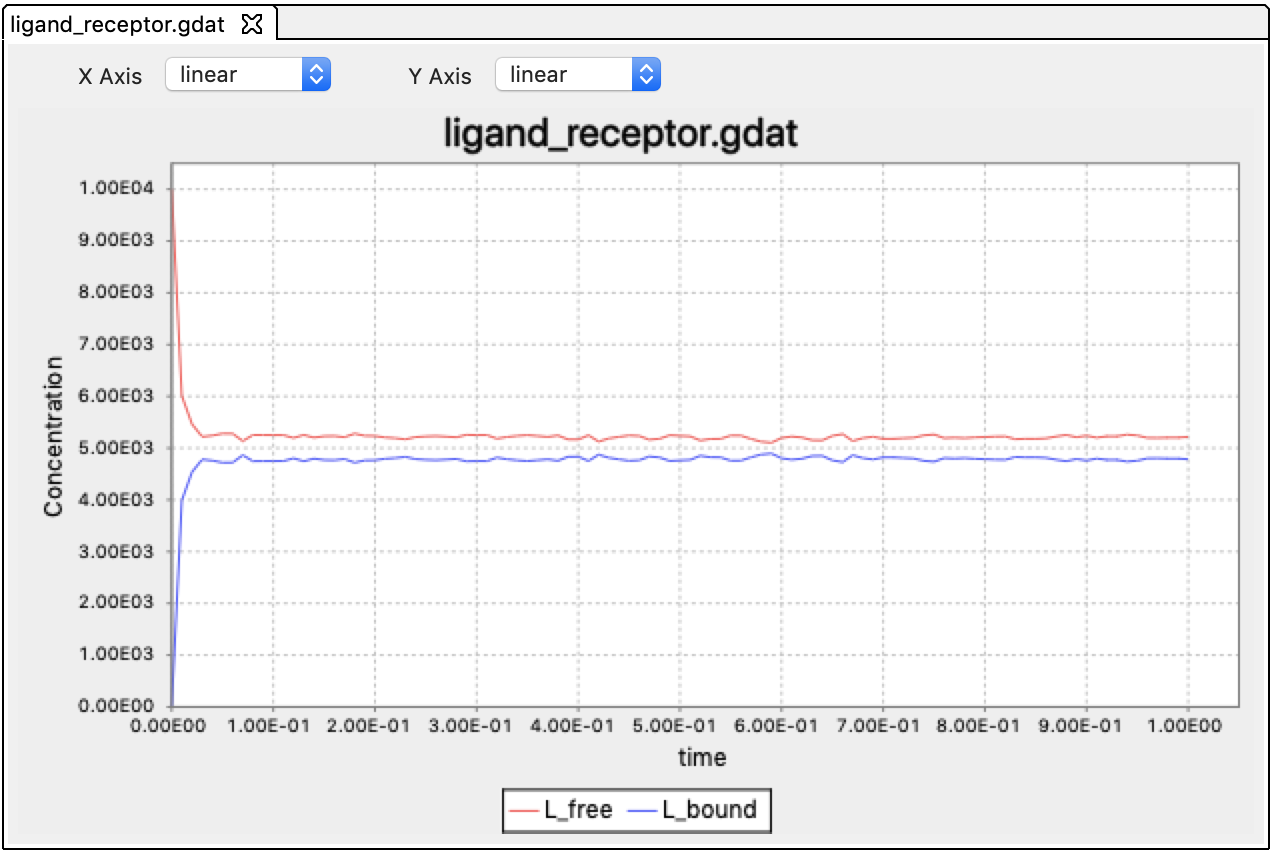 ligand_receptor.gdat
X Axis linear Y Axis linear
ligand_receptor.gdat
1.00E04
9.00E03
8.00E03
7.00E03
6.00E03
5.00E03
4.00E03
3.00E03
2.00E03
1.00E03
0.00E00
Concentration
0.00E00 1.00E-01 2.00E-01 3.00E-01 4.00E-01 5.00E-01 6.00E-01 7.00E-01 8.00E-01 9.00E-01 1.00E00
time
L_free L_bound